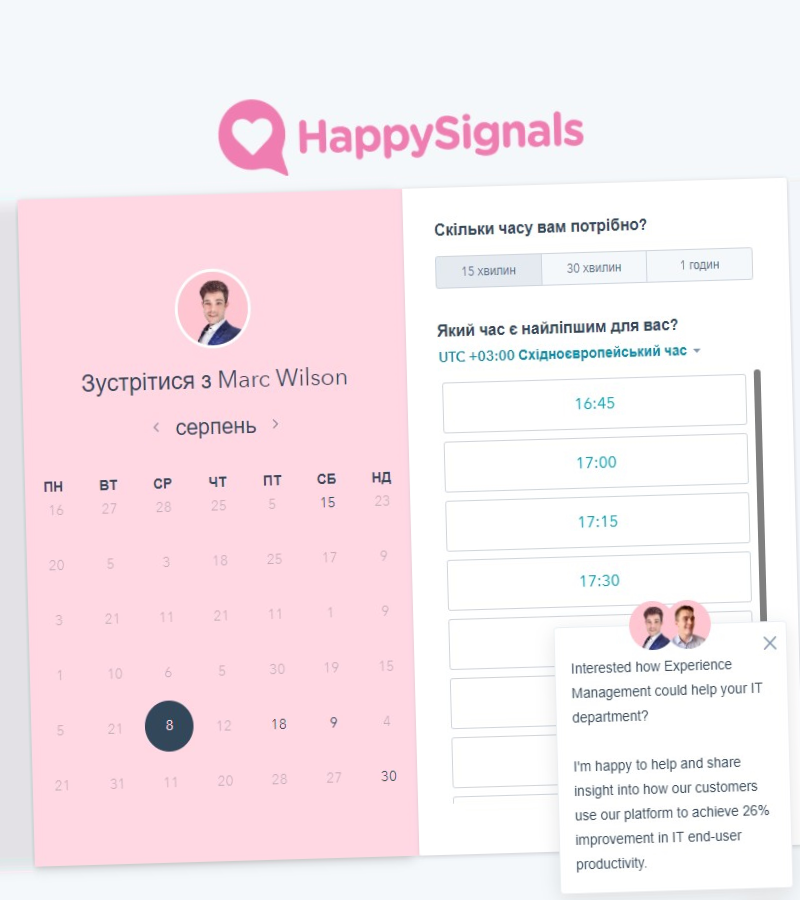 HappySignals
Зустрітися з Marc Wilson
серпень
ПН ВТ СР ЧТ ПТ СБ НД
16 27 28 25 5 15 23
20 5 3 18 25 17 9
3 21 11 21 11 1 9
1 10 6 5 30 19 15
5 21 8 12 18 9 4
21 31 11 20 28 27 30
Скільки часу вам потрібно?
15 хвилин 30 хвилин 1 годин
Який час є найліпшим для вас?
UTC +03:00 Східноєвропейський час
16:45
17:00
17:15
17:30
Interested how Experience
Management could help your IT
department?
I'm happy to help and share
insight into how our customers
use our platform to achieve 26%
improvement in IT end-user
productivity.